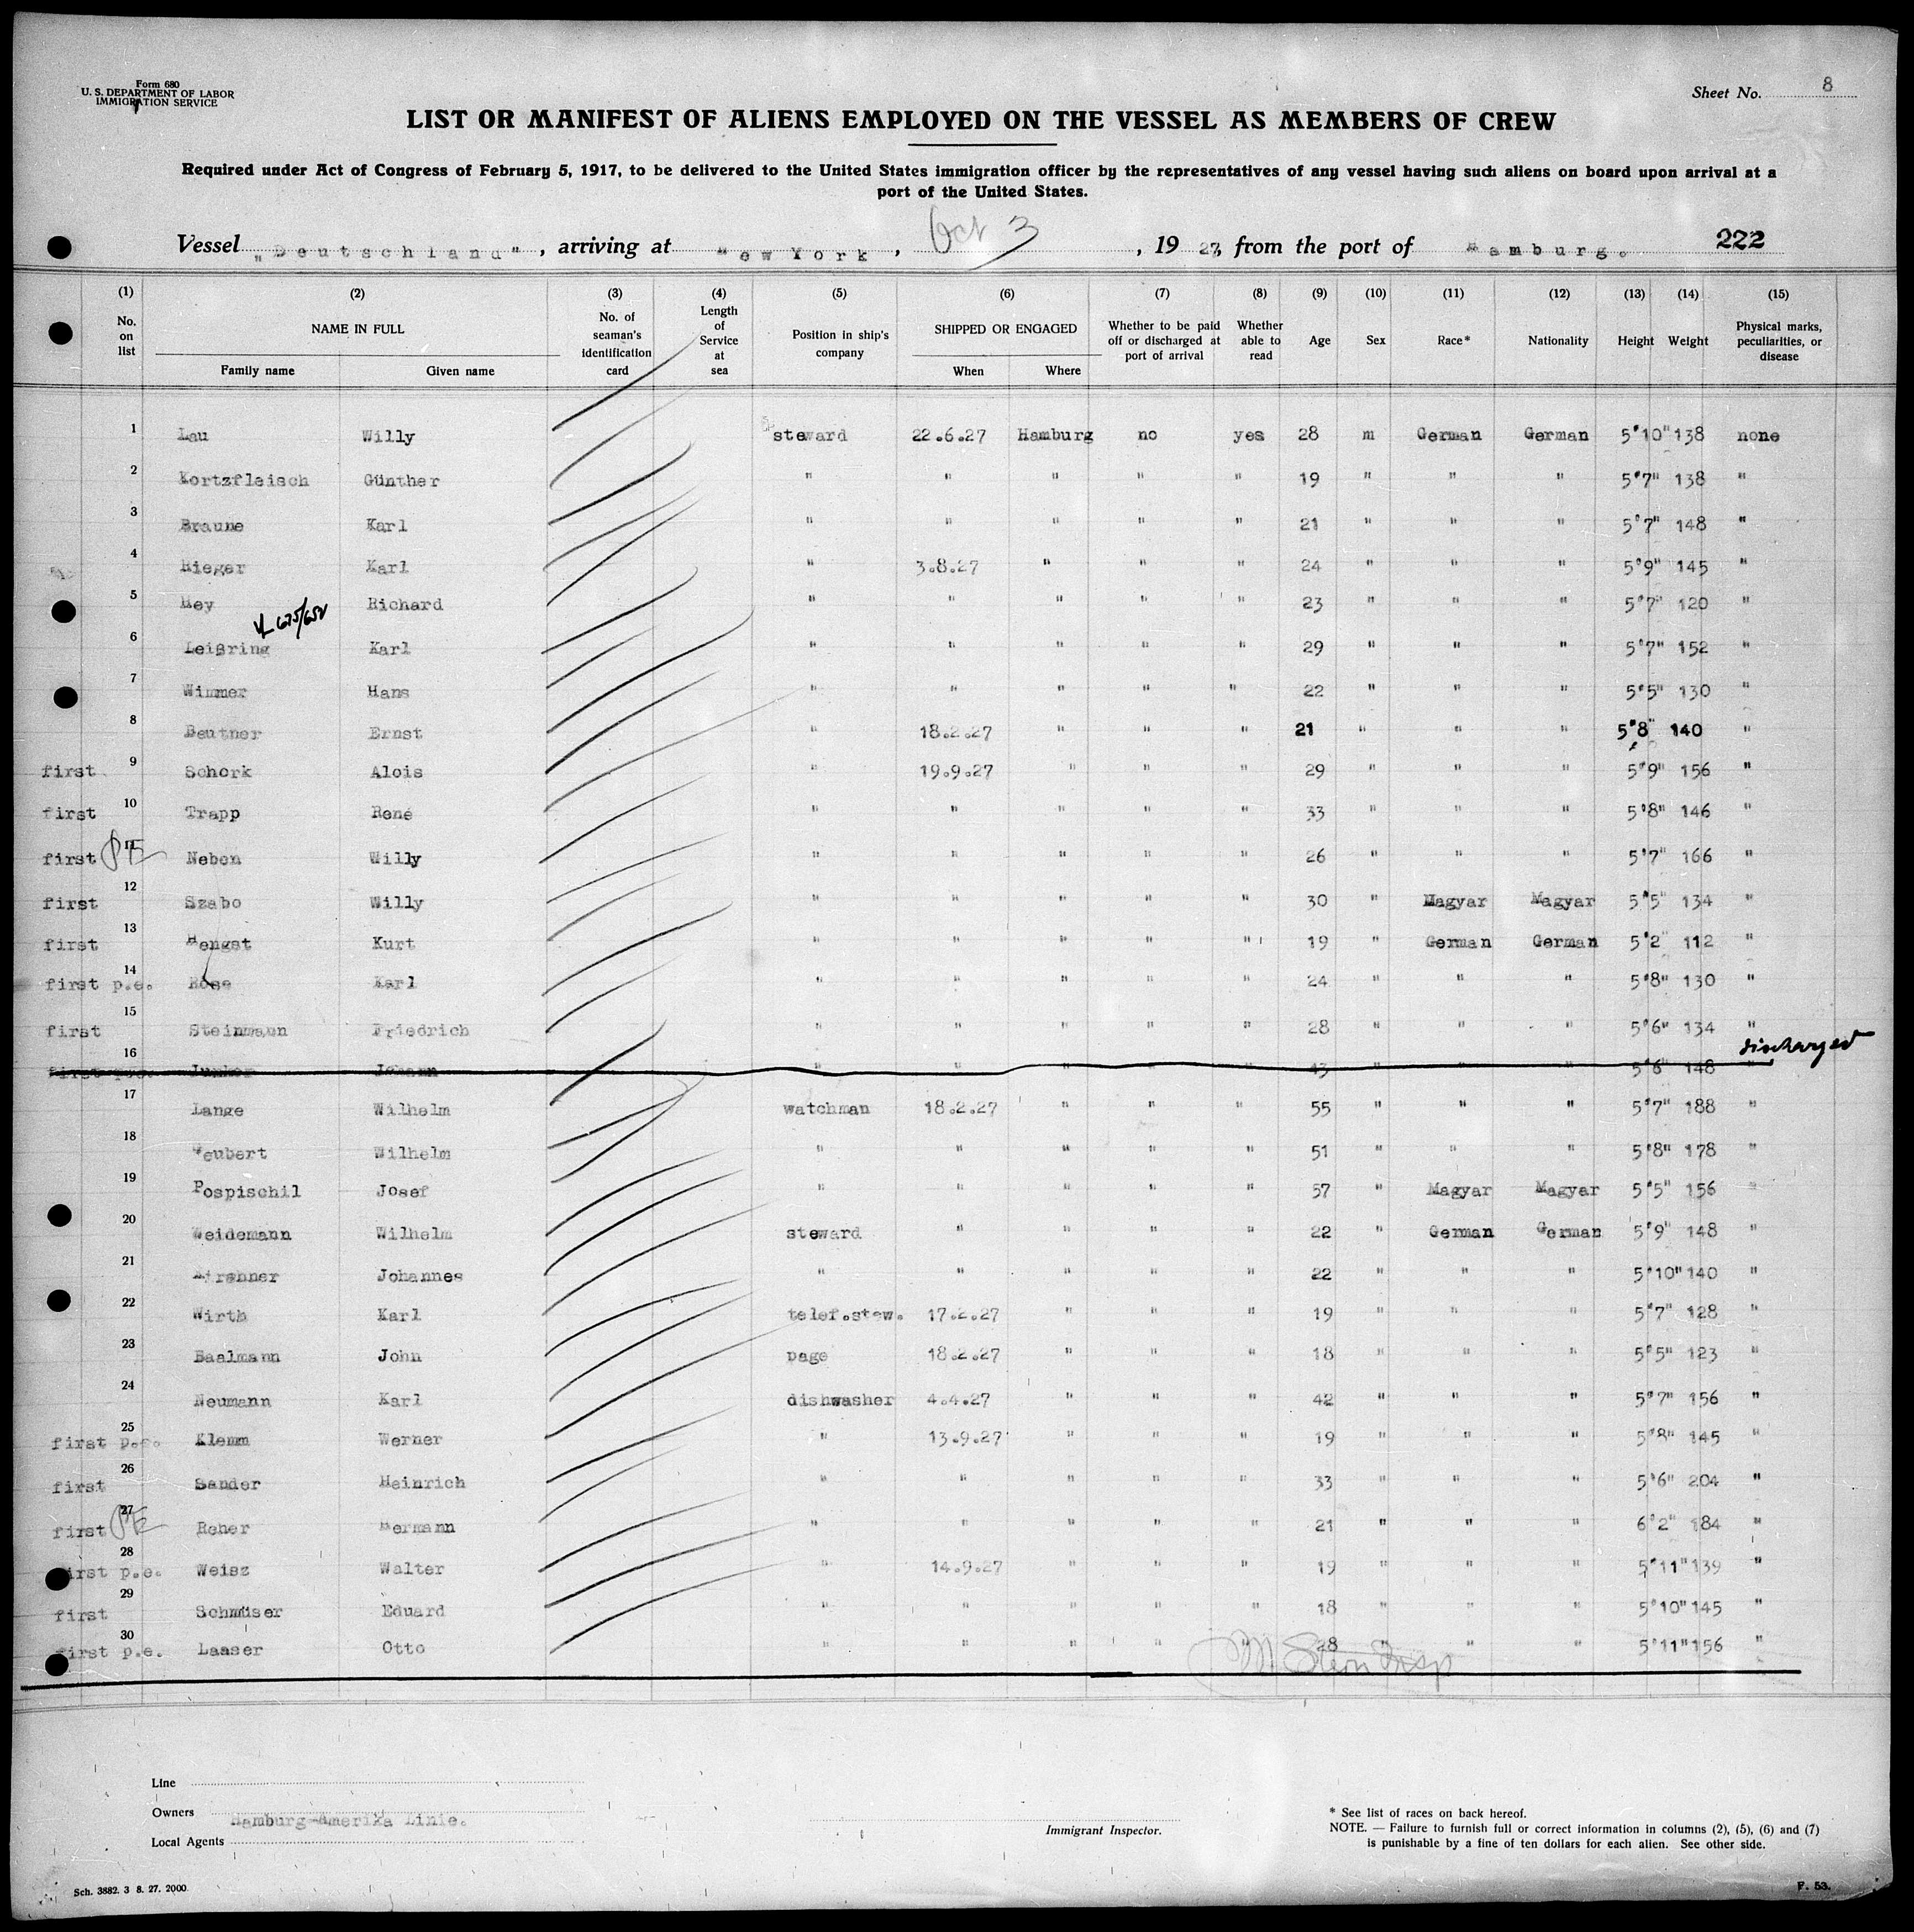 Form 680
U. S. DEPARTMENT OF LABOR
IMMIGRATION SERVICE
Sheet No. 8
LIST OR MANIFEST OF ALIENS EMPLOYED ON THE VESSEL AS MEMBERS OF CREW
Required under Act of Congress of February 5, 1917, to be delivered to the United States immigration officer by the representatives of any vessel having such aliens on board upon arrival at a
port of the United States.
Vessel "Deutschland", arriving at New York, Oct 3, 1927, from the port of Hamburg. 222
(1) (2) (3) (4) (5) (6) (7) (8) (9) (10) (11) (12) (13) (14) (15)
No. on list NAME IN FULL Family name Given name No. of seaman's identification card Length of Service at sea Position in ship's company SHIPPED OR ENGAGED When Where Whether to be paid off or discharged at port of arrival Whether able to read Age Sex Race* Nationality Height Weight Physical marks, peculiarities, or disease
1 Lau Willy steward 22.6.27 Hamburg no yes 28 m German German 5'10" 138 none
2 Kortzfleisch Günther " " " " " 19 " " " 5'7" 138 "
3 Braune Karl " " " " " 21 " " " 5'7" 148 "
4 Rieger Karl " 3.8.27 " " " 24 " " " 5'9" 145 "
5 Mey Richard " " " " " 23 " " " 5'7" 120 "
VL 675/652
6 Leißring Karl " " " " " 29 " " " 5'7" 152 "
7 Wimmer Hans " " " " " 22 " " " 5'5" 130 "
8 Beutner Ernst " 18.2.27 " " " 21 " " " 5'8" 140 "
first 9 Schork Alois " 19.9.27 " " " 29 " " " 5'9" 156 "
first 10 Trapp René " " " " " 33 " " " 5'8" 146 "
first PE 11 Neben Willy " " " " " 26 " " " 5'7" 166 "
first 12 Szabo Willy " " " " " 30 " Magyar Magyar 5'5" 134 "
first 13 Hengst Kurt " " " " " 19 " German German 5'2" 112 "
first p.e. 14 Rose Karl " " " " " 24 " " " 5'8" 130 "
first 15 Steinmann Friedrich " " " " " 28 " " " 5'6" 134 "
discharged
first p.e. 16 Junker Johann " " " " " 43 " " " 5'6" 148 "
17 Lange Wilhelm watchman 18.2.27 " " " 55 " " " 5'7" 188 "
18 Geubert Wilhelm " " " " " 51 " " " 5'8" 178 "
19 Pospischil Josef " " " " " 57 " Magyar Magyar 5'5" 156 "
20 Weidemann Wilhelm steward " " " " 22 " German German 5'9" 148 "
21 Kirshner Johannes " " " " " 22 " " " 5'10" 140 "
22 Wirth Karl telef.stew. 17.2.27 " " " 19 " " " 5'7" 128 "
23 Baalmann John page 18.2.27 " " " 18 " " " 5'5" 123 "
24 Neumann Karl dishwasher 4.4.27 " " " 42 " " " 5'7" 156 "
first p.e. 25 Klemm Werner " 13.9.27 " " " 19 " " " 5'8" 145 "
first 26 Sander Heinrich " " " " " 33 " " " 5'6" 204 "
first PE 27 Reher Hermann " " " " " 21 " " " 6'2" 184 "
first p.e. 28 Weisz Walter " 14.9.27 " " " 19 " " " 5'11" 139 "
first 29 Schmüser Eduard " " " " " 18 " " " 5'10" 145 "
first p.e. 30 Laaser Otto " " " " " 28 " " " 5'11" 156 "
M Stern Insp
Line
Owners Hamburg-Amerika Linie.
Local Agents
Immigrant Inspector.
* See list of races on back hereof.
NOTE. — Failure to furnish full or correct information in columns (2), (5), (6) and (7)
is punishable by a fine of ten dollars for each alien. See other side.
Sch. 3882. 3 8. 27. 2000
F. 53.